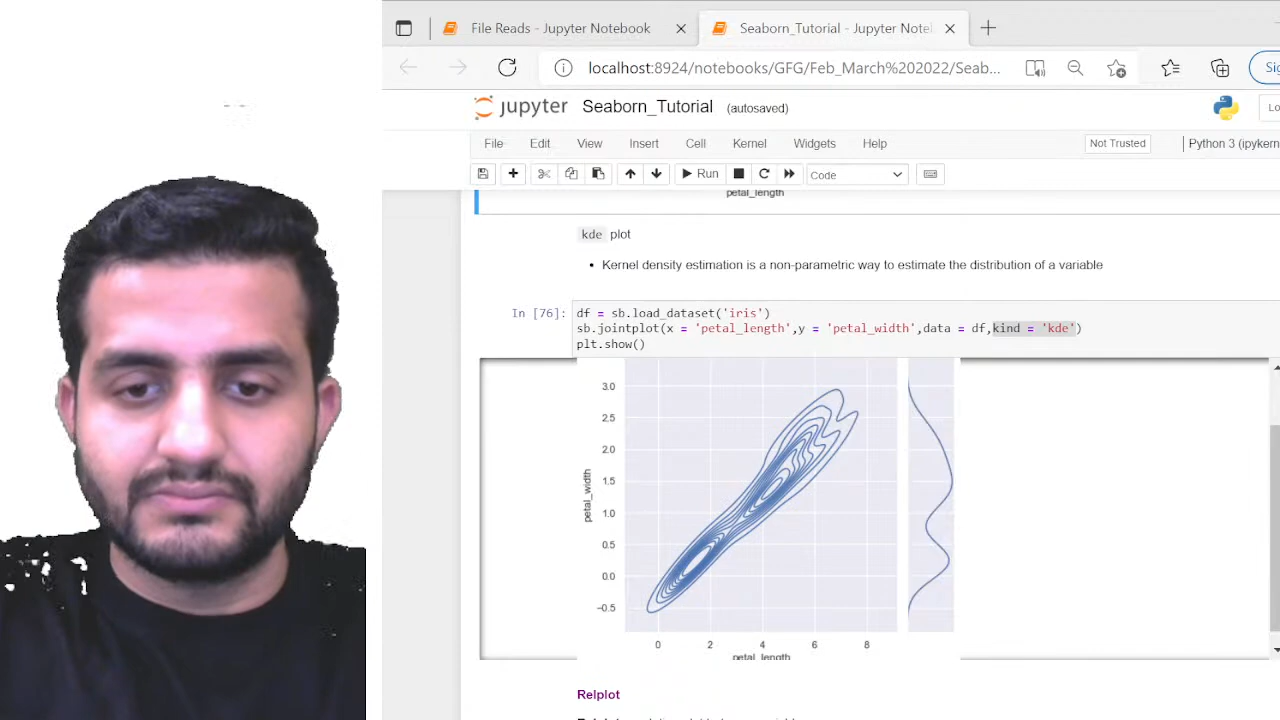 File Reads - Jupyter Notebook
Seaborn_Tutorial - Jupyter Note
localhost:8924/notebooks/GFG/Feb_March%202022/Seab...
Sig
jupyter Seaborn_Tutorial (autosaved)
Lo
File Edit View Insert Cell Kernel Widgets Help
Not Trusted
Python 3 (ipykern
Run
Code
petal_length
kde plot
• Kernel density estimation is a non-parametric way to estimate the distribution of a variable
In [76]: df = sb.load_dataset('iris')
sb.jointplot(x = 'petal_length',y = 'petal_width',data = df,kind = 'kde')
plt.show()
3.0
2.5
2.0
1.5
1.0
0.5
0.0
−0.5
petal_width
0 2 4 6 8
petal_length
Relplot